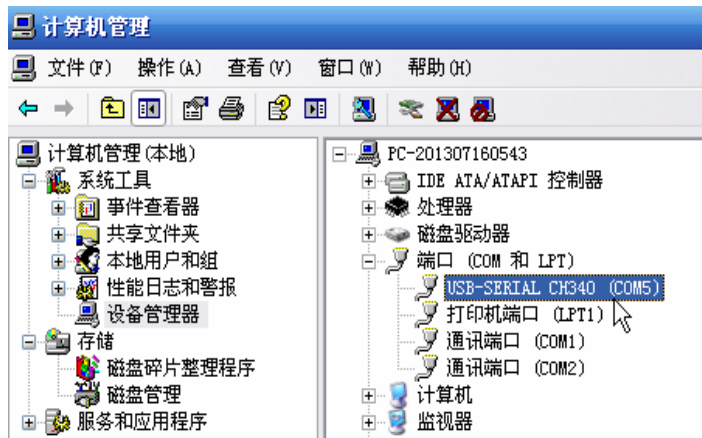 计算机管理
文件(F) 操作(A) 查看(V) 窗口(W) 帮助(H)
计算机管理(本地)
系统工具
事件查看器
共享文件夹
本地用户和组
性能日志和警报
设备管理器
存储
磁盘碎片整理程序
磁盘管理
服务和应用程序
PC-201307160543
IDE ATA/ATAPI 控制器
处理器
磁盘驱动器
端口 (COM 和 LPT)
USB-SERIAL CH340 (COM5)
打印机端口 (LPT1)
通讯端口 (COM1)
通讯端口 (COM2)
计算机
监视器